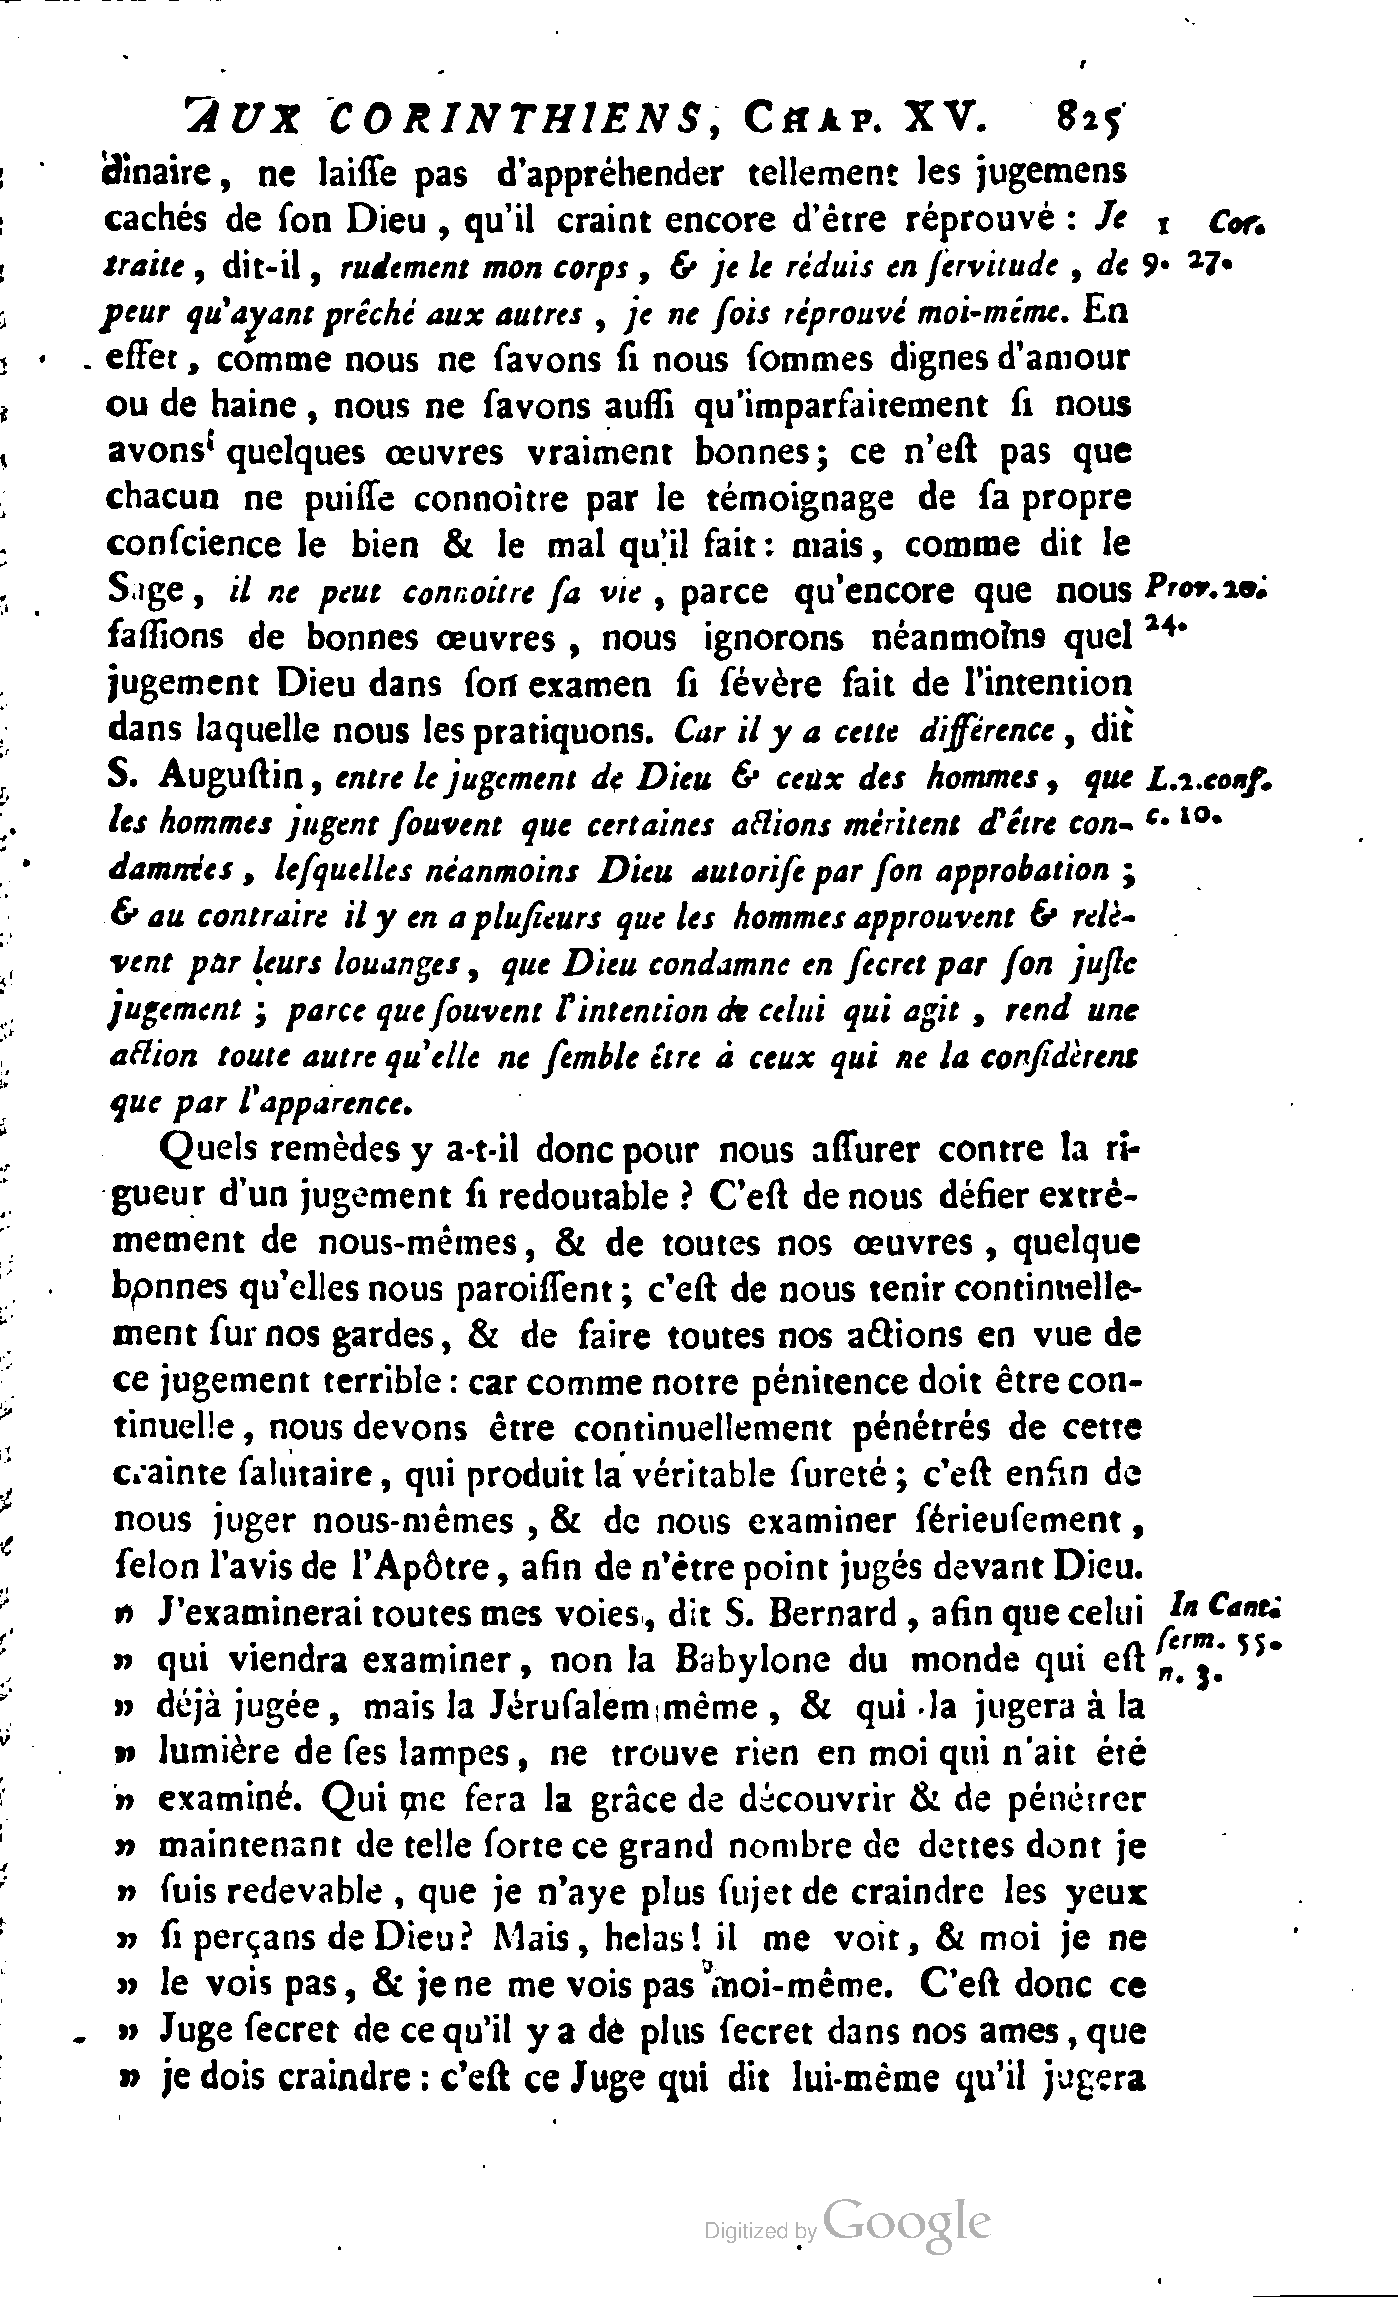 AUX CORINTHIENS, CHAP. XV. 825
dinaire, ne laiſſe pas d'appréhender tellement les jugemens
cachés de ſon Dieu, qu'il craint encore d'être réprouvé : Je
1 Cor.
traite, dit-il, rudement mon corps, & je le réduis en ſervitude, de
9. 27.
peur qu'ayant prêché aux autres, je ne ſois réprouvé moi-même. En
effet, comme nous ne ſavons ſi nous ſommes dignes d'amour
ou de haine, nous ne ſavons auſſi qu'imparfaitement ſi nous
avons quelques œuvres vraiment bonnes; ce n'eſt pas que
chacun ne puiſſe connoître par le témoignage de ſa propre
conſcience le bien & le mal qu'il fait : mais, comme dit le
Sage, il ne peut connoître ſa vie, parce qu'encore que nous
Prov. 20.
faſſions de bonnes œuvres, nous ignorons néanmoins quel
24.
jugement Dieu dans ſon examen ſi ſévère fait de l'intention
dans laquelle nous les pratiquons. Car il y a cette différence, dit
S. Auguſtin, entre le jugement de Dieu & ceux des hommes, que
L.2.conſ.
les hommes jugent ſouvent que certaines actions méritent d'être con-
c. 10.
damnées, leſquelles néanmoins Dieu autoriſe par ſon approbation ;
& au contraire il y en a pluſieurs que les hommes approuvent & relè-
vent par leurs louanges, que Dieu condamne en ſecret par ſon juſte
jugement ; parce que ſouvent l'intention de celui qui agit, rend une
action toute autre qu'elle ne ſemble être à ceux qui ne la conſidèrent
que par l'apparence.
Quels remèdes y a-t-il donc pour nous aſſurer contre la ri-
gueur d'un jugement ſi redoutable ? C'eſt de nous défier extrê-
mement de nous-mêmes, & de toutes nos œuvres, quelque
bonnes qu'elles nous paroiſſent ; c'eſt de nous tenir continuelle-
ment ſur nos gardes, & de faire toutes nos actions en vue de
ce jugement terrible : car comme notre pénitence doit être con-
tinuelle, nous devons être continuellement pénétrés de cette
crainte ſalutaire, qui produit la véritable ſureté ; c'eſt enfin de
nous juger nous-mêmes, & de nous examiner ſérieuſement,
ſelon l'avis de l'Apôtre, afin de n'être point jugés devant Dieu.
» J'examinerai toutes mes voies, dit S. Bernard, afin que celui
In Cant.
» qui viendra examiner, non la Babylone du monde qui eſt
ſerm. 55.
n. 3.
» déjà jugée, mais la Jéruſalem même, & qui la jugera à la
» lumière de ſes lampes, ne trouve rien en moi qui n'ait été
» examiné. Qui me fera la grâce de découvrir & de pénétrer
» maintenant de telle ſorte ce grand nombre de dettes dont je
» ſuis redevable, que je n'aye plus ſujet de craindre les yeux
» ſi perçans de Dieu? Mais, helas! il me voit, & moi je ne
» le vois pas, & je ne me vois pas moi-même. C'eſt donc ce
» Juge ſecret de ce qu'il y a de plus ſecret dans nos ames, que
» je dois craindre : c'eſt ce Juge qui dit lui-même qu'il jugera
Digitized by Google